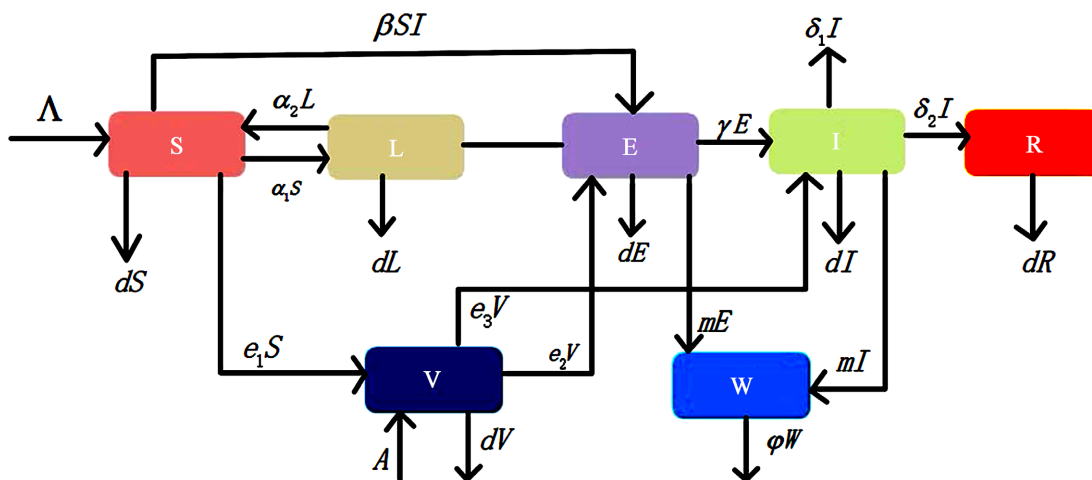 βSI
δ₁I
Λ
α₂L
γE
δ₂I
S
L
E
I
R
α₁S
dS
dL
dE
dI
dR
e₃V
mE
e₁S
e₂V
mI
V
W
A
dV
φW